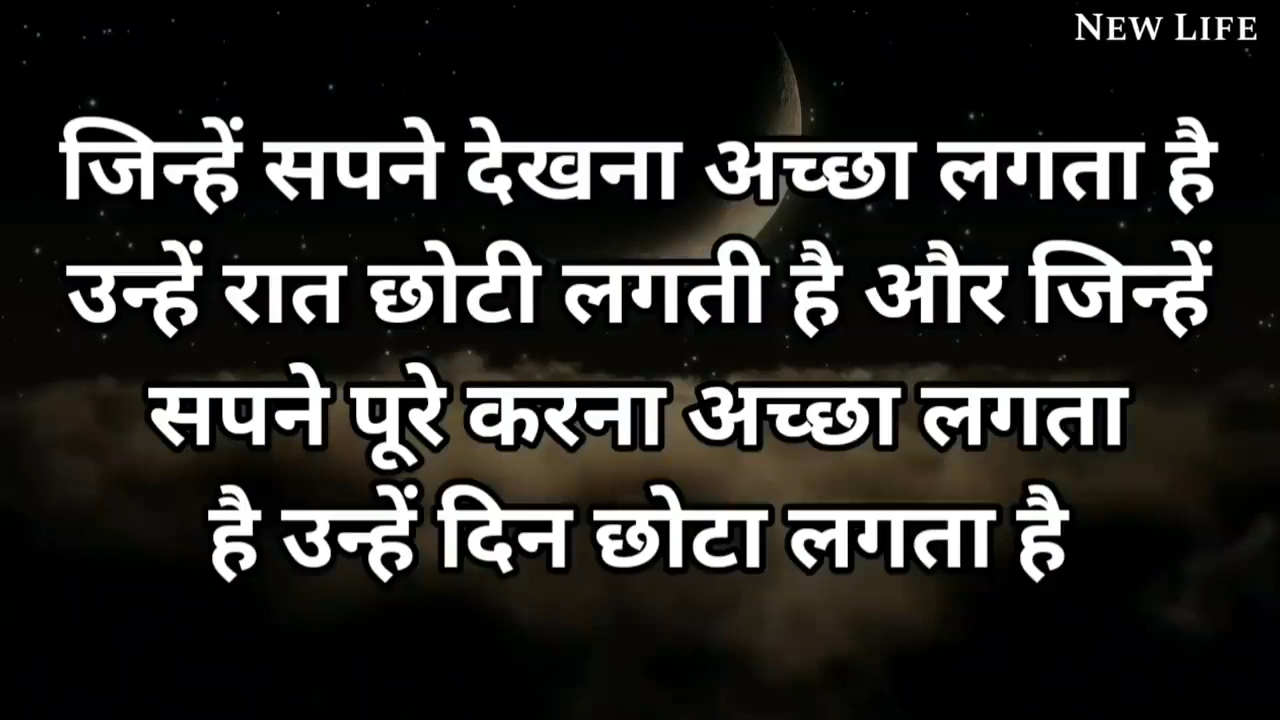 NEW LIFE
जिन्हें सपने देखना अच्छा लगता है
उन्हें रात छोटी लगती है और जिन्हें
सपने पूरे करना अच्छा लगता
है उन्हें दिन छोटा लगता है